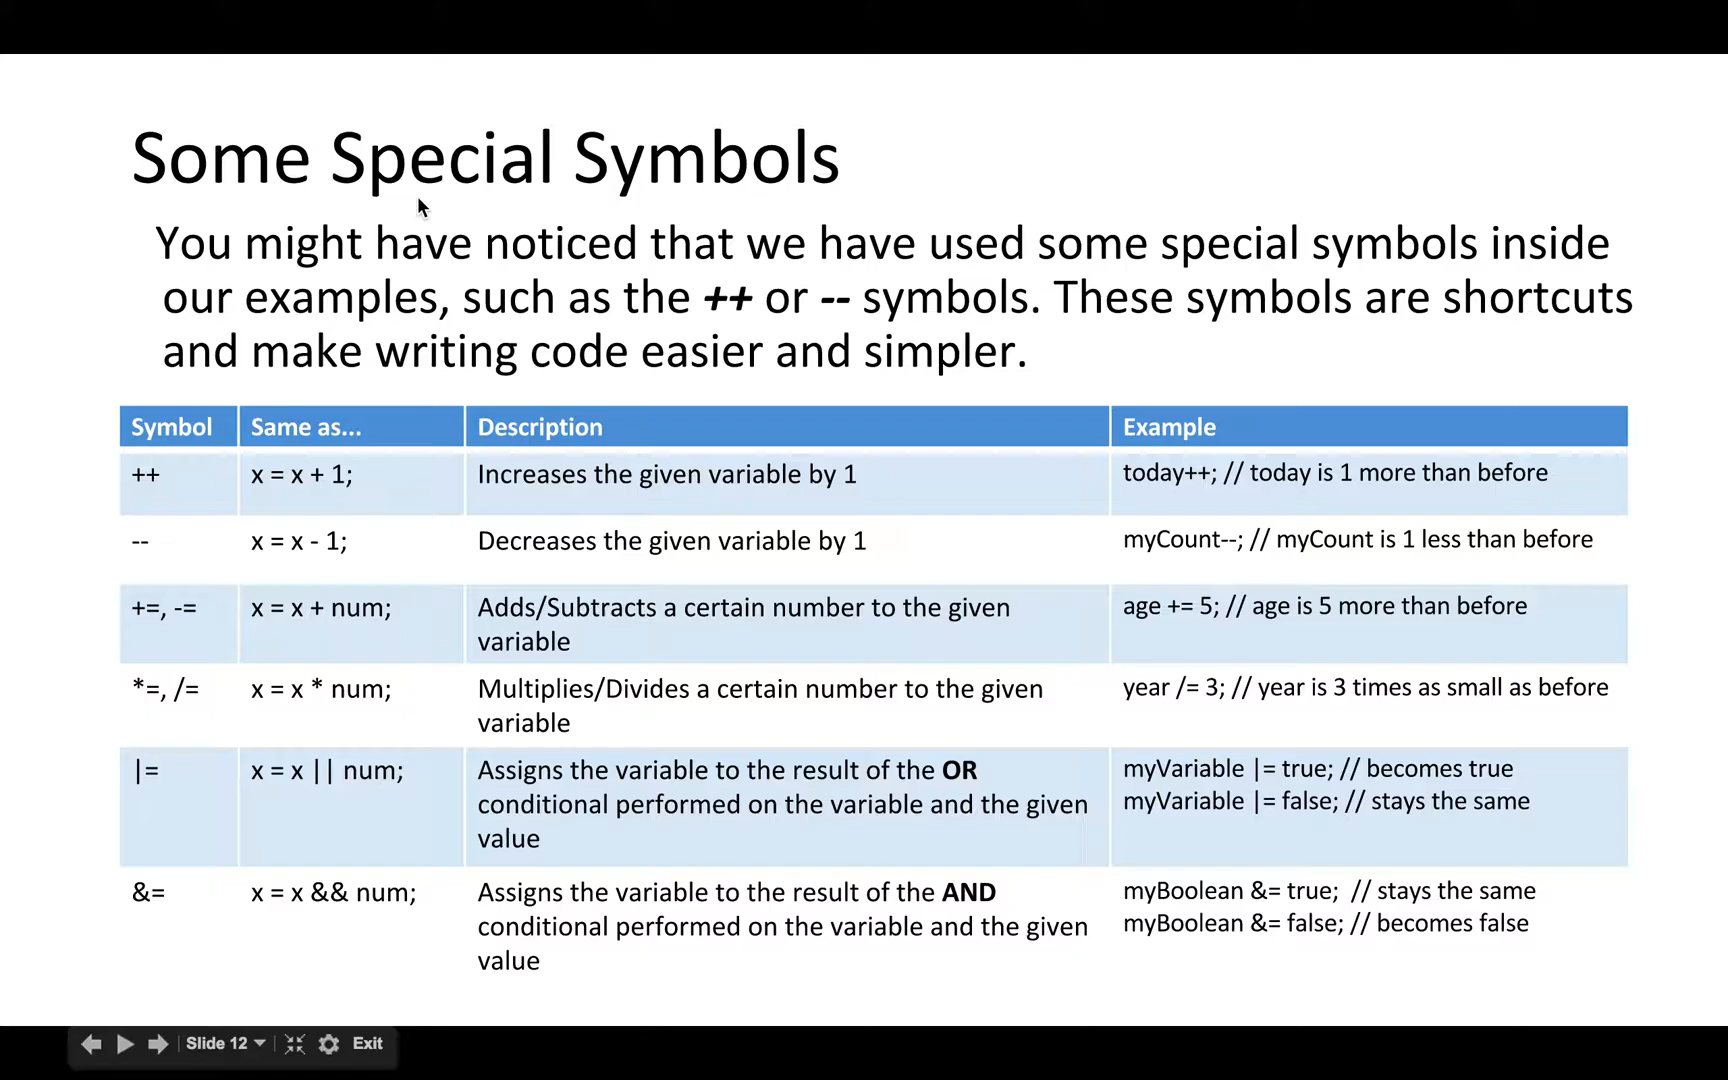 Some Special Symbols
You might have noticed that we have used some special symbols inside
our examples, such as the ++ or -- symbols. These symbols are shortcuts
and make writing code easier and simpler.
Symbol Same as... Description Example
++ x = x + 1; Increases the given variable by 1 today++; // today is 1 more than before
-- x = x - 1; Decreases the given variable by 1 myCount--; // myCount is 1 less than before
+=, -= x = x + num; Adds/Subtracts a certain number to the given age += 5; // age is 5 more than before
variable
*=, /= x = x * num; Multiplies/Divides a certain number to the given year /= 3; // year is 3 times as small as before
variable
|= x = x || num; Assigns the variable to the result of the OR myVariable |= true; // becomes true
conditional performed on the variable and the given myVariable |= false; // stays the same
value
&= x = x && num; Assigns the variable to the result of the AND myBoolean &= true; // stays the same
conditional performed on the variable and the given myBoolean &= false; // becomes false
value
Slide 12 Exit